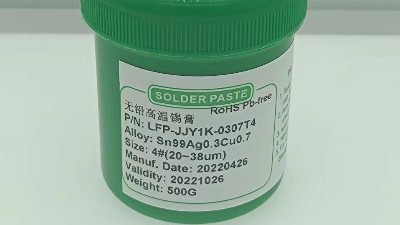 SOLDER PASTE
RoHS Pb-free
无铅高温锡膏
P/N: LFP-JJY1K-0307T4
Alloy: Sn99Ag0.3Cu0.7
Size: 4#(20~38um)
Manuf. Date: 20220426
Validity: 20221026
Weight: 500G